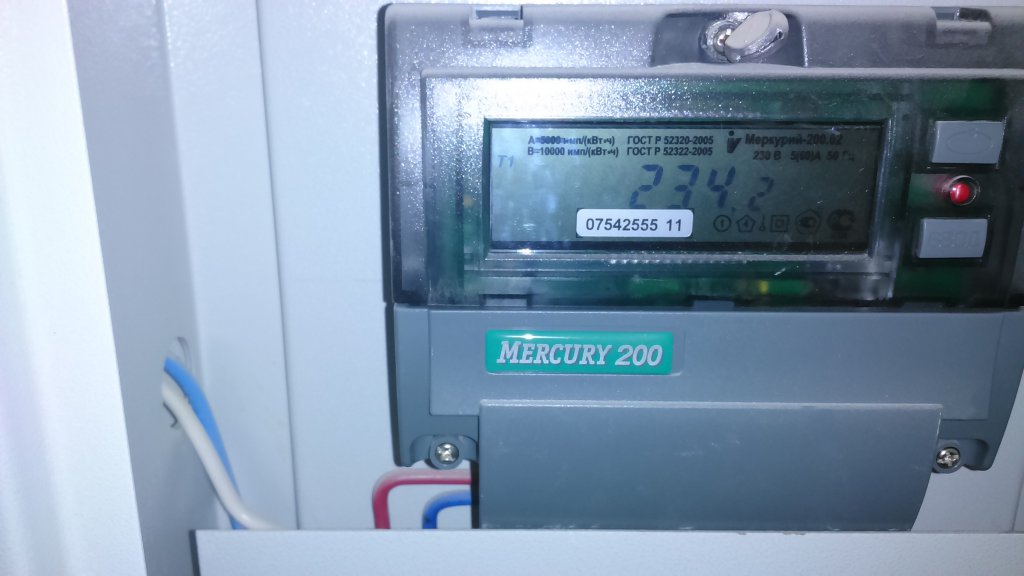 A=5000 имп/(кВт•ч) ГОСТ Р 52320-2005
B=10000 имп/(кВт•ч) ГОСТ Р 52322-2005
Меркурий-200.02
230 В 5(60)А 50 Гц
T1
234.2
07542555 11
MERCURY 200